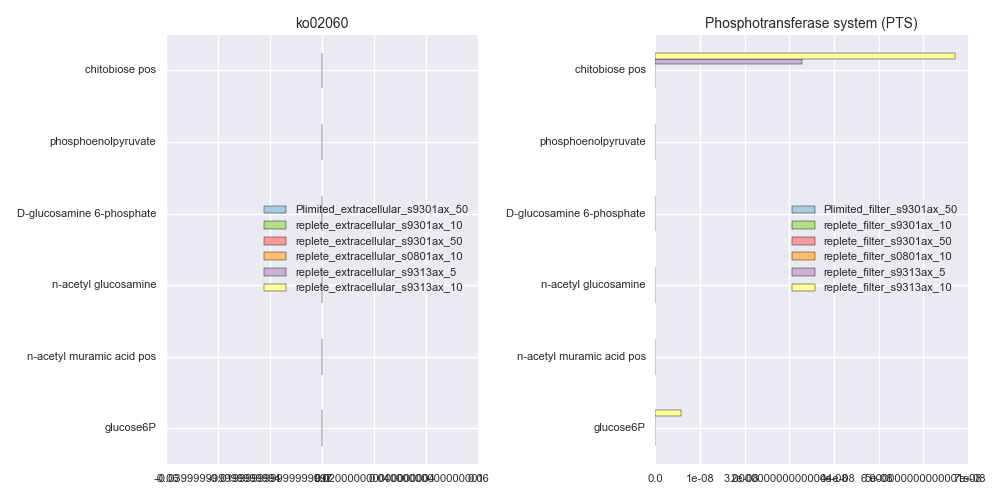 ko02060
chitobiose pos
phosphoenolpyruvate
D-glucosamine 6-phosphate
n-acetyl glucosamine
n-acetyl muramic acid pos
glucose6P
Plimited_extracellular_s9301ax_50
replete_extracellular_s9301ax_10
replete_extracellular_s9301ax_50
replete_extracellular_s0801ax_10
replete_extracellular_s9313ax_5
replete_extracellular_s9313ax_10
Phosphotransferase system (PTS)
chitobiose pos
phosphoenolpyruvate
D-glucosamine 6-phosphate
n-acetyl glucosamine
n-acetyl muramic acid pos
glucose6P
Plimited_filter_s9301ax_50
replete_filter_s9301ax_10
replete_filter_s9301ax_50
replete_filter_s0801ax_10
replete_filter_s9313ax_5
replete_filter_s9313ax_10
0.0 1e-08